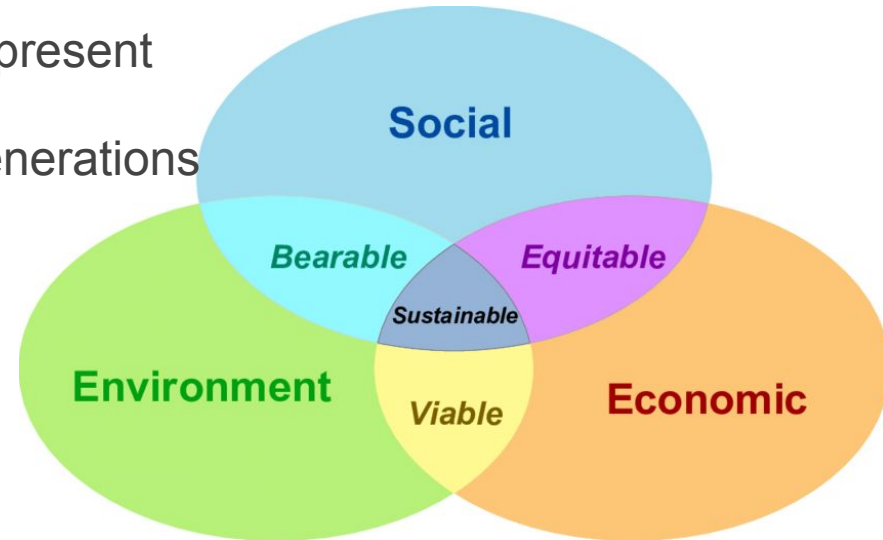 present
Social
enerations
Bearable
Equitable
Sustainable
Environment
Viable
Economic